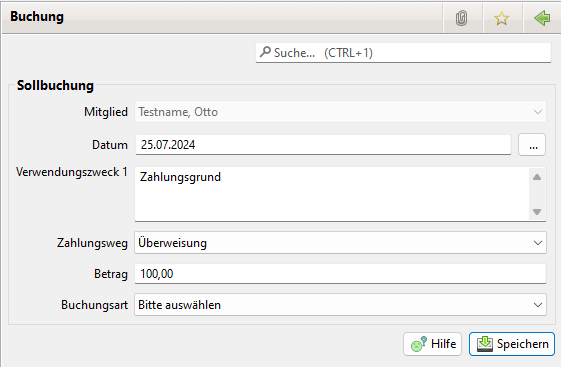 Buchung
Suche... (CTRL+1)
Sollbuchung
Mitglied Testname, Otto
Datum 25.07.2024 ...
Verwendungszweck 1 Zahlungsgrund
Zahlungsweg Überweisung
Betrag 100,00
Buchungsart Bitte auswählen
Hilfe Speichern